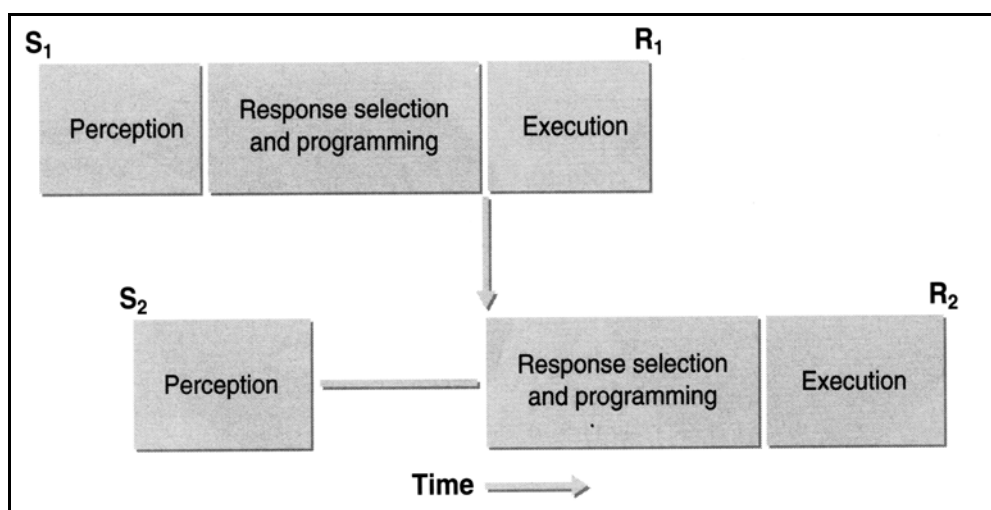 S₁
R₁
Perception
Response selection
and programming
Execution
S₂
R₂
Perception
Response selection
and programming
Execution
Time